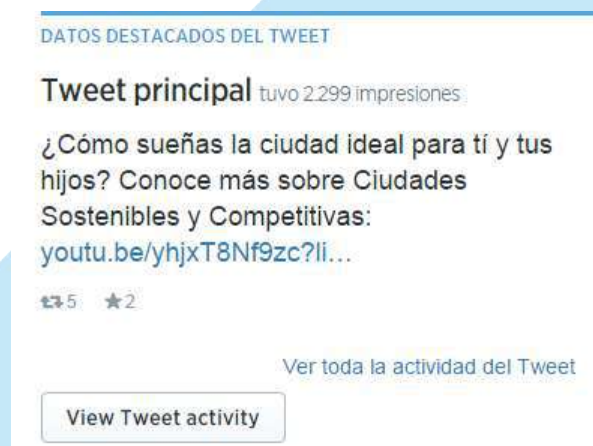 DATOS DESTACADOS DEL TWEET
Tweet principal tuvo 2.299 impresiones
¿Cómo sueñas la ciudad ideal para tí y tus
hijos? Conoce más sobre Ciudades
Sostenibles y Competitivas:
youtu.be/yhjxT8Nf9zc?li...
5 2
Ver toda la actividad del Tweet
View Tweet activity